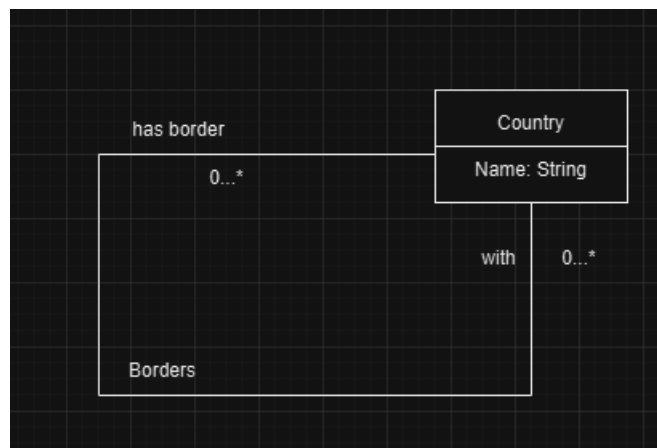 Country
has border
Name: String
0...*
with
0...*
Borders